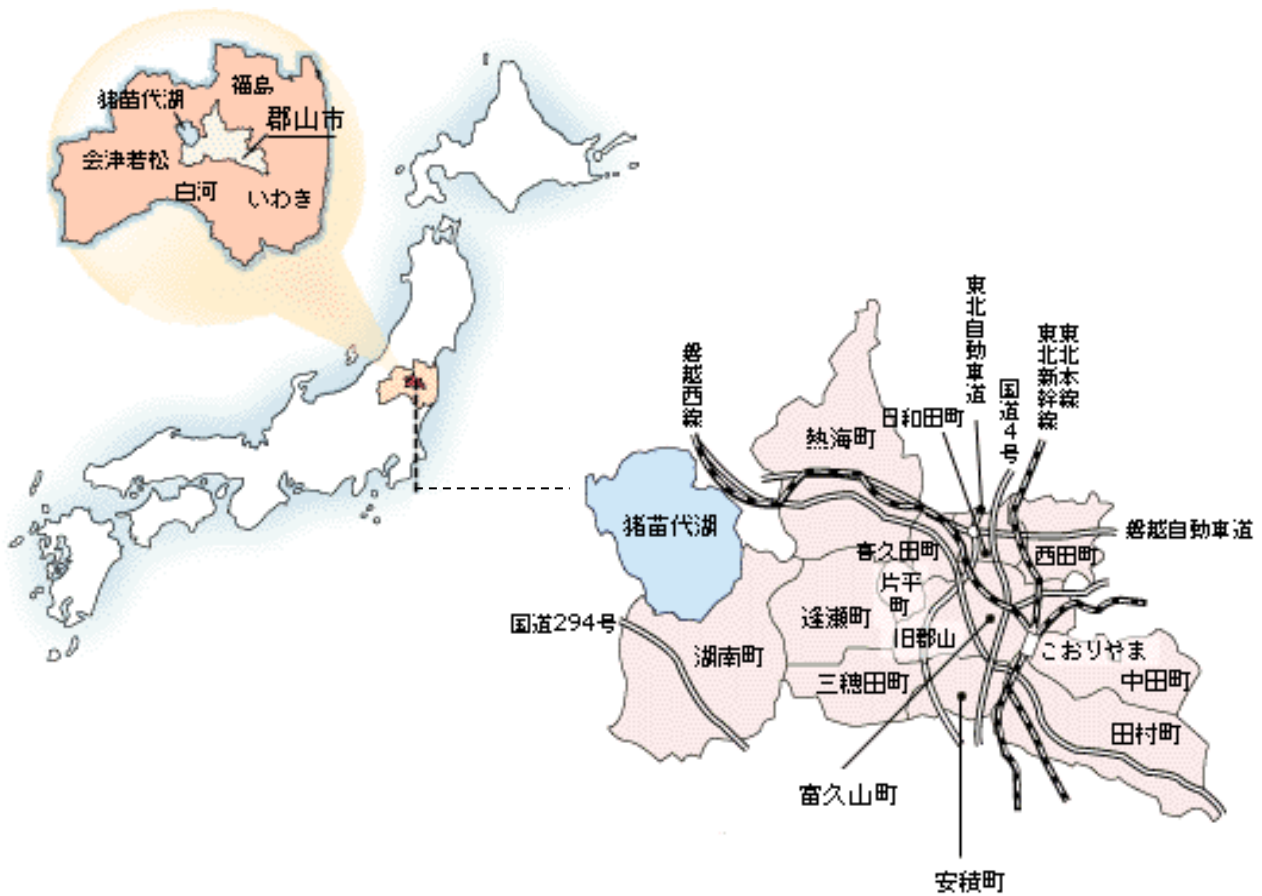 福島
猪苗代湖
郡山市
会津若松
白河
いわき
東北自動車道
東北本線
東北新幹線
磐越西線
国道4号
日和田町
熱海町
猪苗代湖
磐越自動車道
喜久田町
西田町
片平
町
逢瀬町
国道294号
旧郡山
こおりやま
湖南町
三穂田町
中田町
田村町
富久山町
安積町